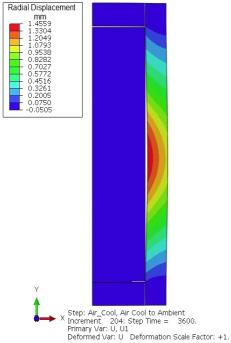 Radial Displacement
mm
1.4559
1.3304
1.2049
1.0793
0.9538
0.8282
0.7027
0.5772
0.4516
0.3261
0.2005
0.0750
-0.0505
Y
X
Step: Air_Cool, Air Cool to Ambient
Increment 204: Step Time = 3600.
Primary Var: U, U1
Deformed Var: U Deformation Scale Factor: +1.